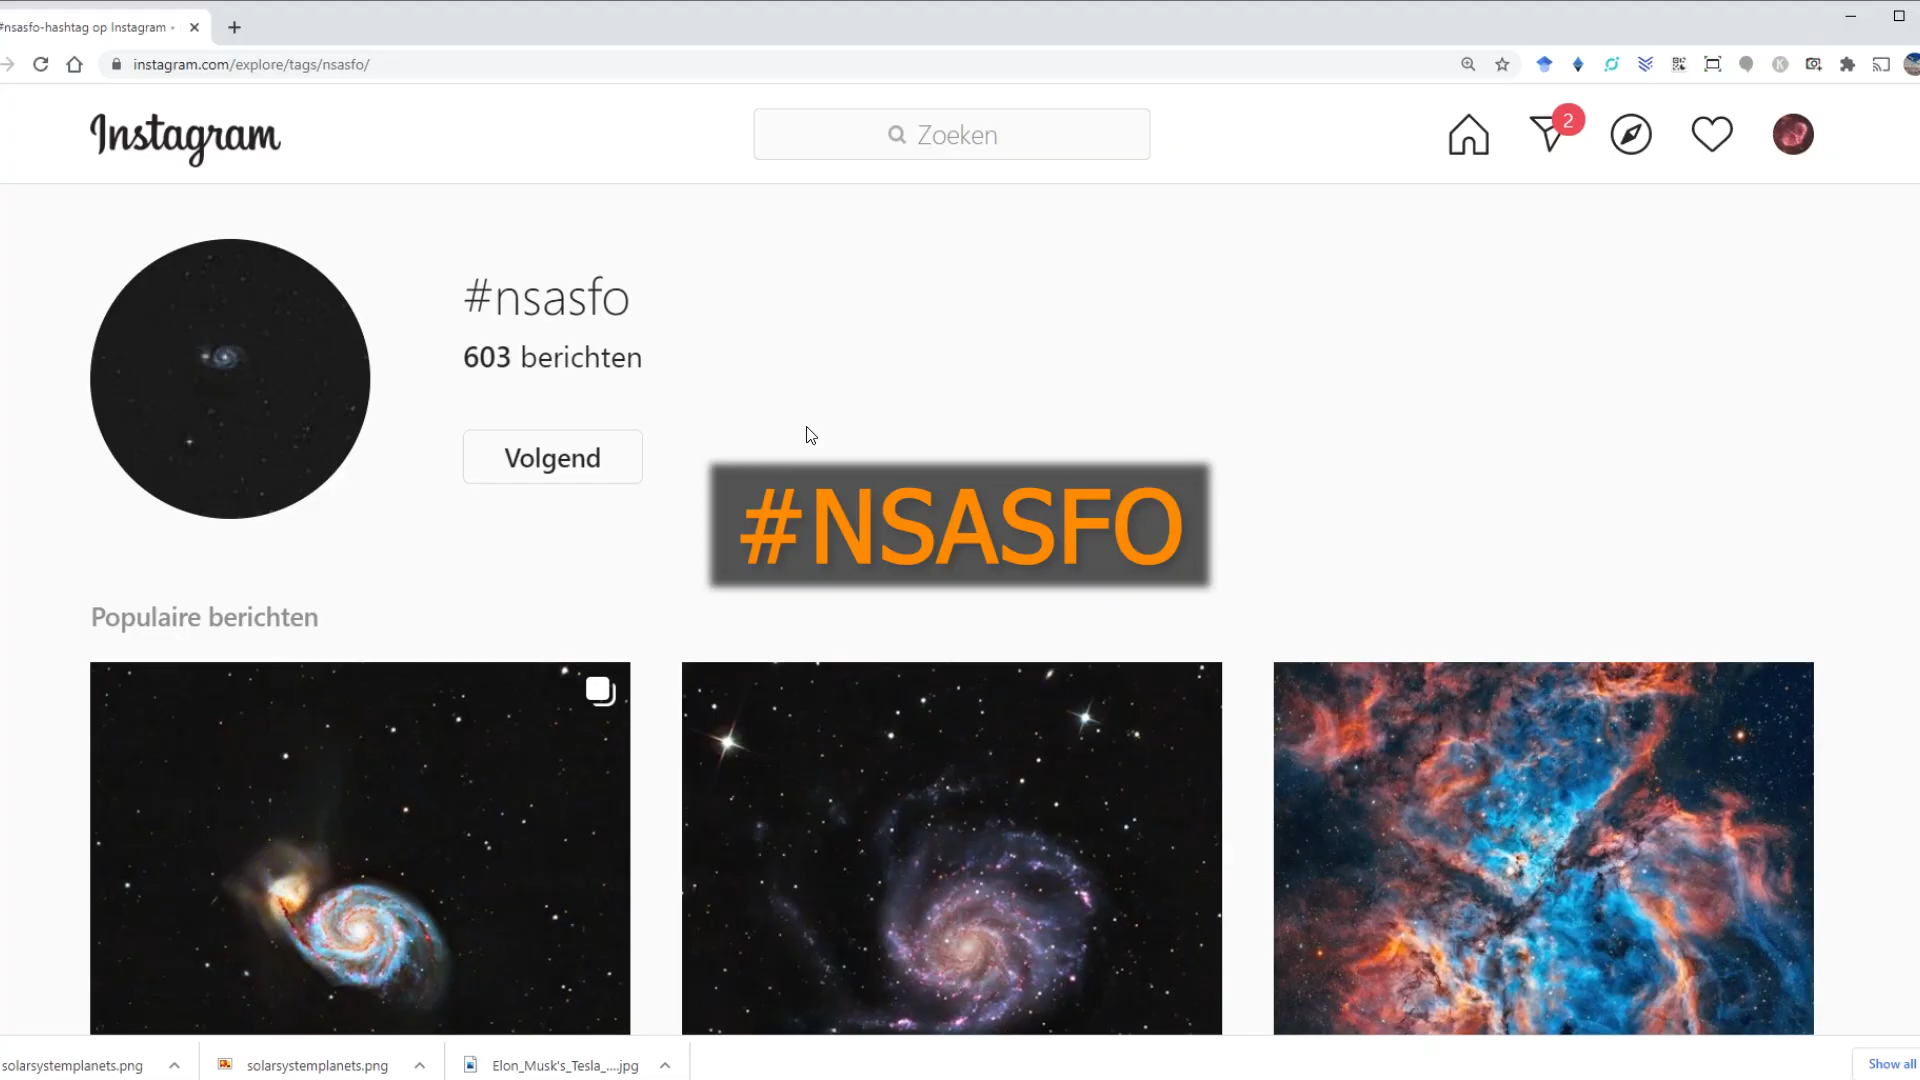 #nsasfo-hashtag op Instagram •
instagram.com/explore/tags/nsasfo/
Instagram
Zoeken
2
#nsasfo
603 berichten
Volgend
#NSASFO
Populaire berichten
solarsystemplanets.png
solarsystemplanets.png
Elon_Musk's_Tesla_....jpg
Show all